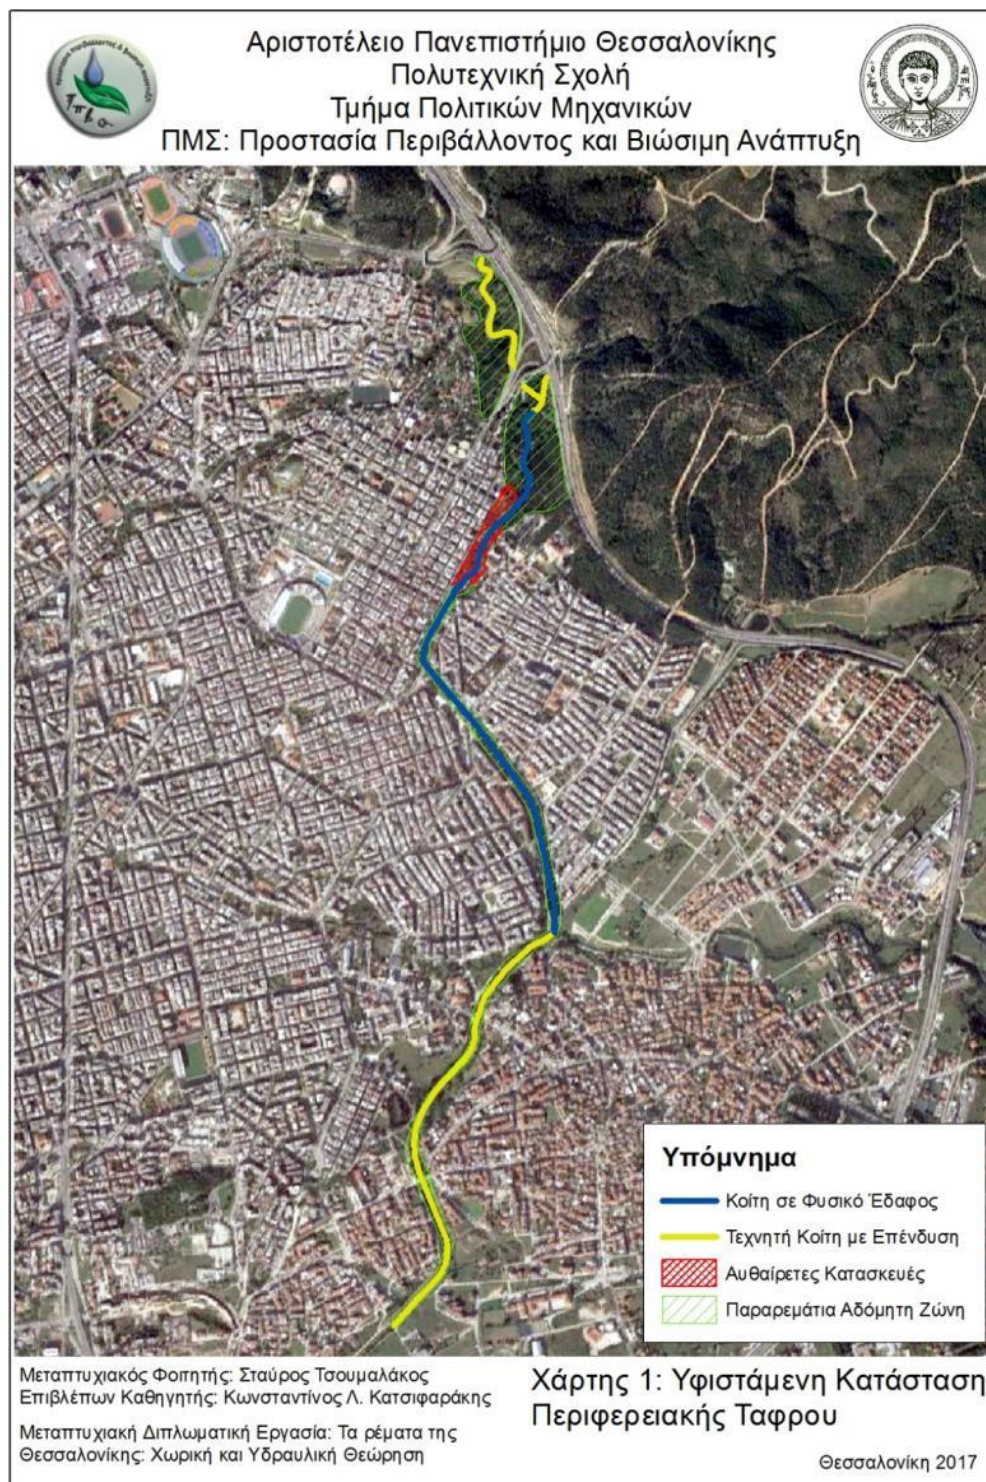 Αριστοτέλειο Πανεπιστήμιο Θεσσαλονίκης
Πολυτεχνική Σχολή
Τμήμα Πολιτικών Μηχανικών
ΠΜΣ: Προστασία Περιβάλλοντος και Βιώσιμη Ανάπτυξη
Υπόμνημα
Κοίτη σε Φυσικό Έδαφος
Τεχνητή Κοίτη με Επένδυση
Αυθαίρετες Κατασκευές
Παραρεμάτια Αδόμητη Ζώνη
Μεταπτυχιακός Φοιτητής: Σταύρος Τσουμαλάκος
Επιβλέπων Καθηγητής: Κωνσταντίνος Λ. Κατσιφαράκης
Μεταπτυχιακή Διπλωματική Εργασία: Τα ρέματα της
Θεσσαλονίκης: Χωρική και Υδραυλική Θεώρηση
Χάρτης 1: Υφιστάμενη Κατάσταση
Περιφερειακής Ταφρου
Θεσσαλονίκη 2017